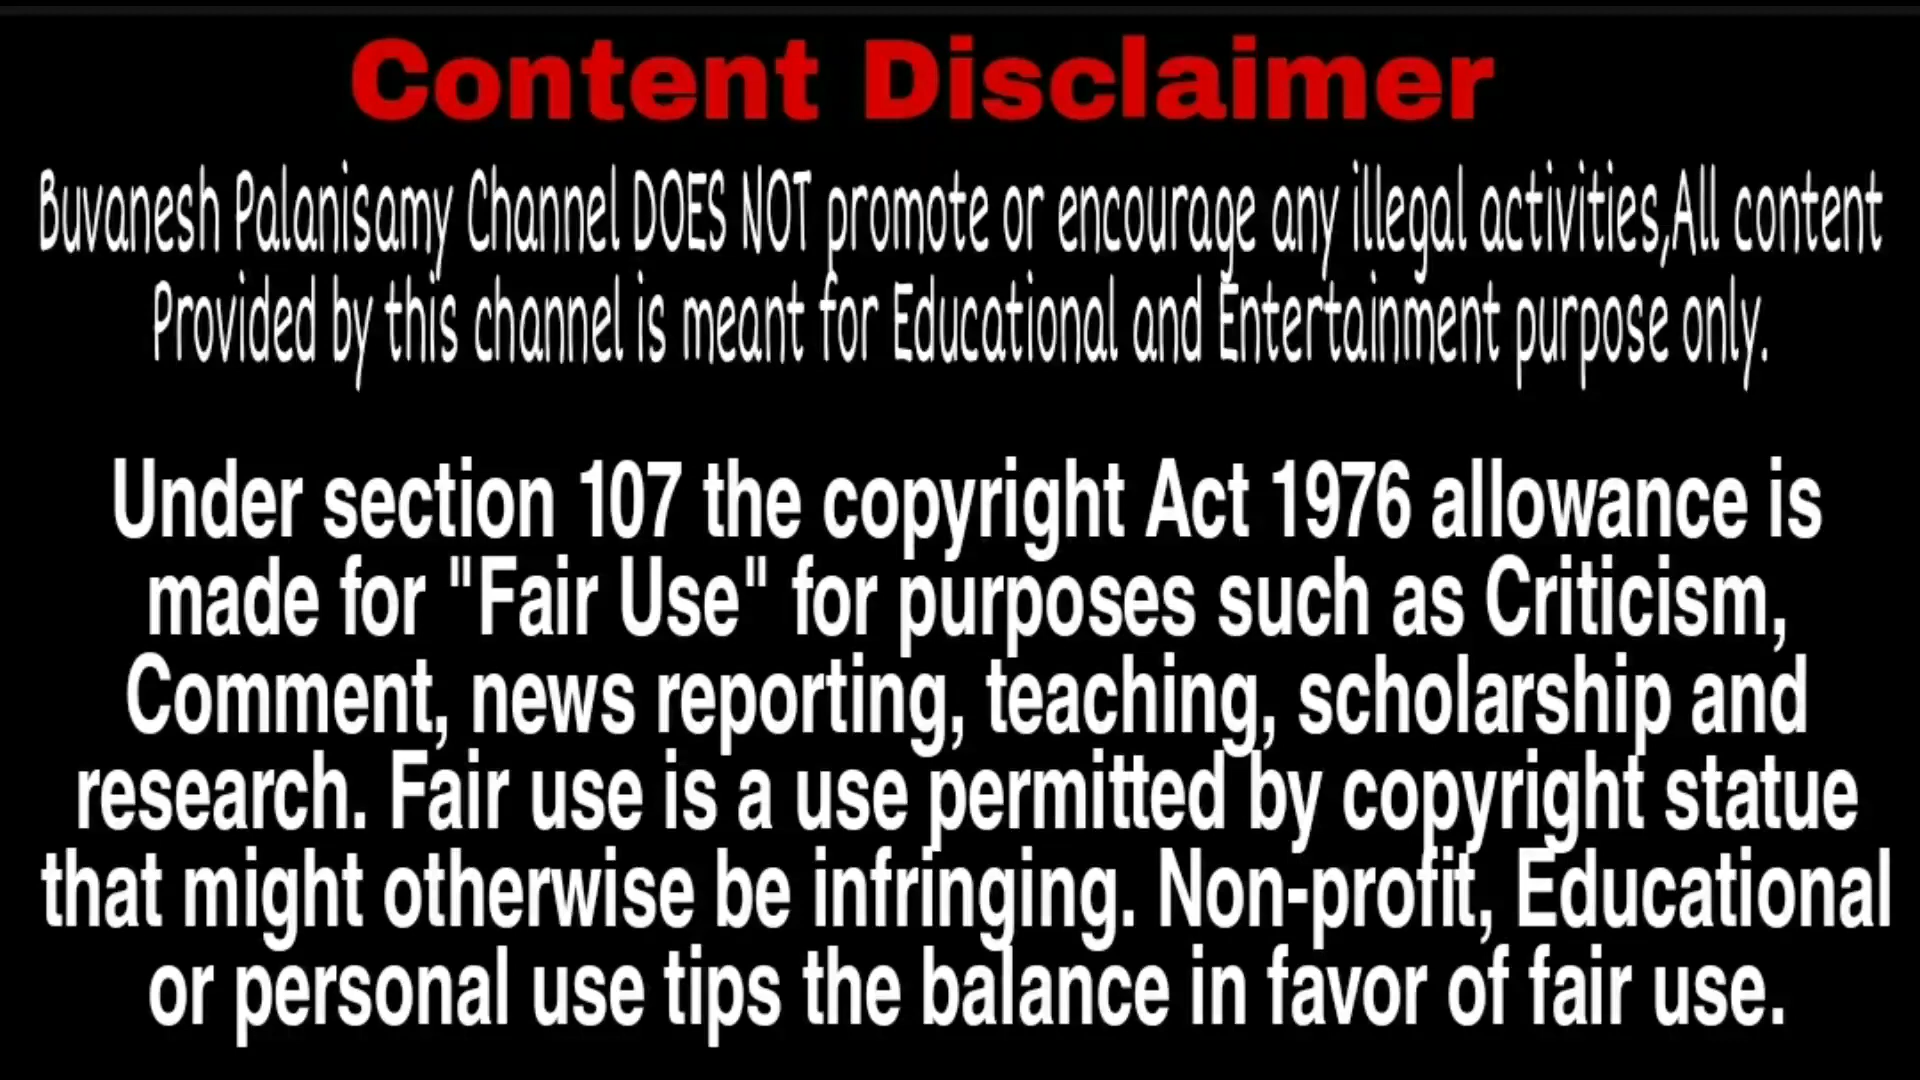 Content Disclaimer
Buvanesh Palanisamy Channel DOES NOT promote or encourage any illegal activities,All content
Provided by this channel is meant for Educational and Entertainment purpose only.
Under section 107 the copyright Act 1976 allowance is
made for "Fair Use" for purposes such as Criticism,
Comment, news reporting, teaching, scholarship and
research. Fair use is a use permitted by copyright statue
that might otherwise be infringing. Non-profit, Educational
or personal use tips the balance in favor of fair use.